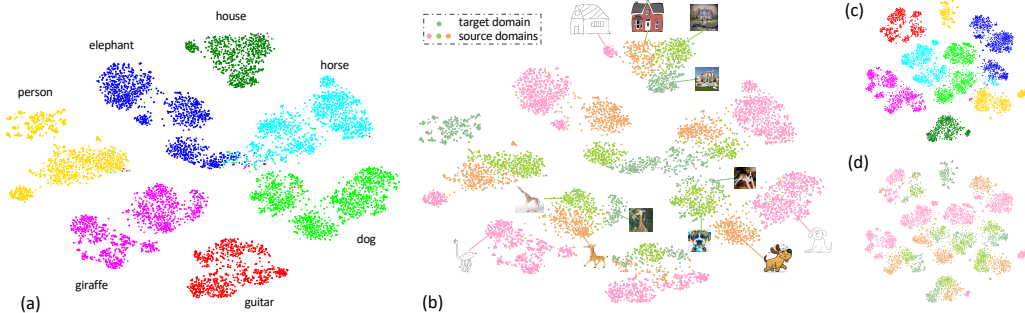 house
elephant
horse
person
dog
giraffe
guitar
(a)
target domain
source domains
(b)
(c)
(d)